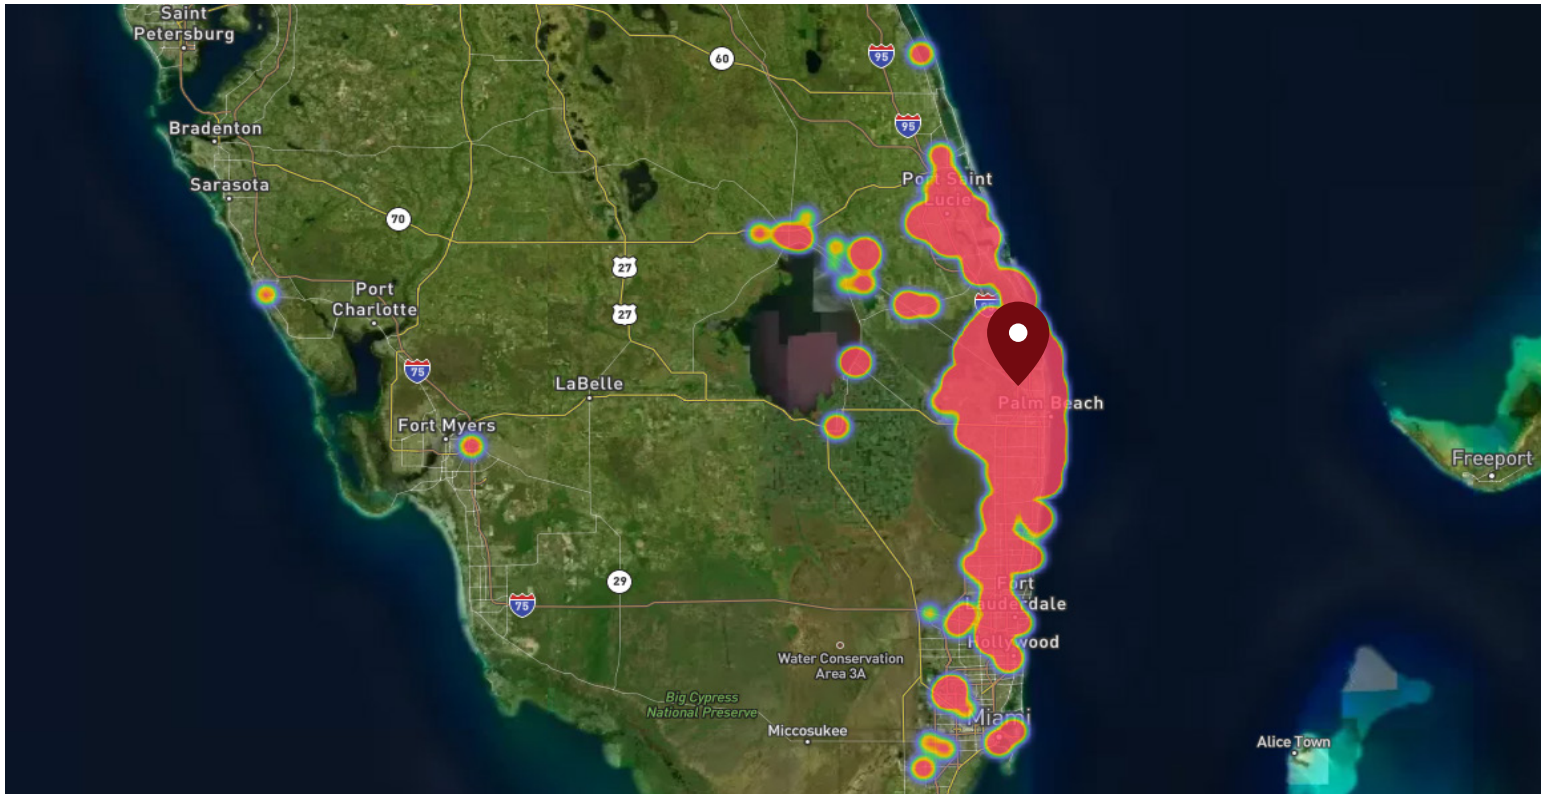 Saint
Petersburg
60
95
95
Bradenton
Port Saint
Lucie
Sarasota
70
27
Port
Charlotte
27
95
75
LaBelle
Palm Beach
Fort Myers
Freeport
29
Fort
Lauderdale
75
Hollywood
Water Conservation
Area 3A
Big Cypress
National Preserve
Miami
Miccosukee
Alice Town